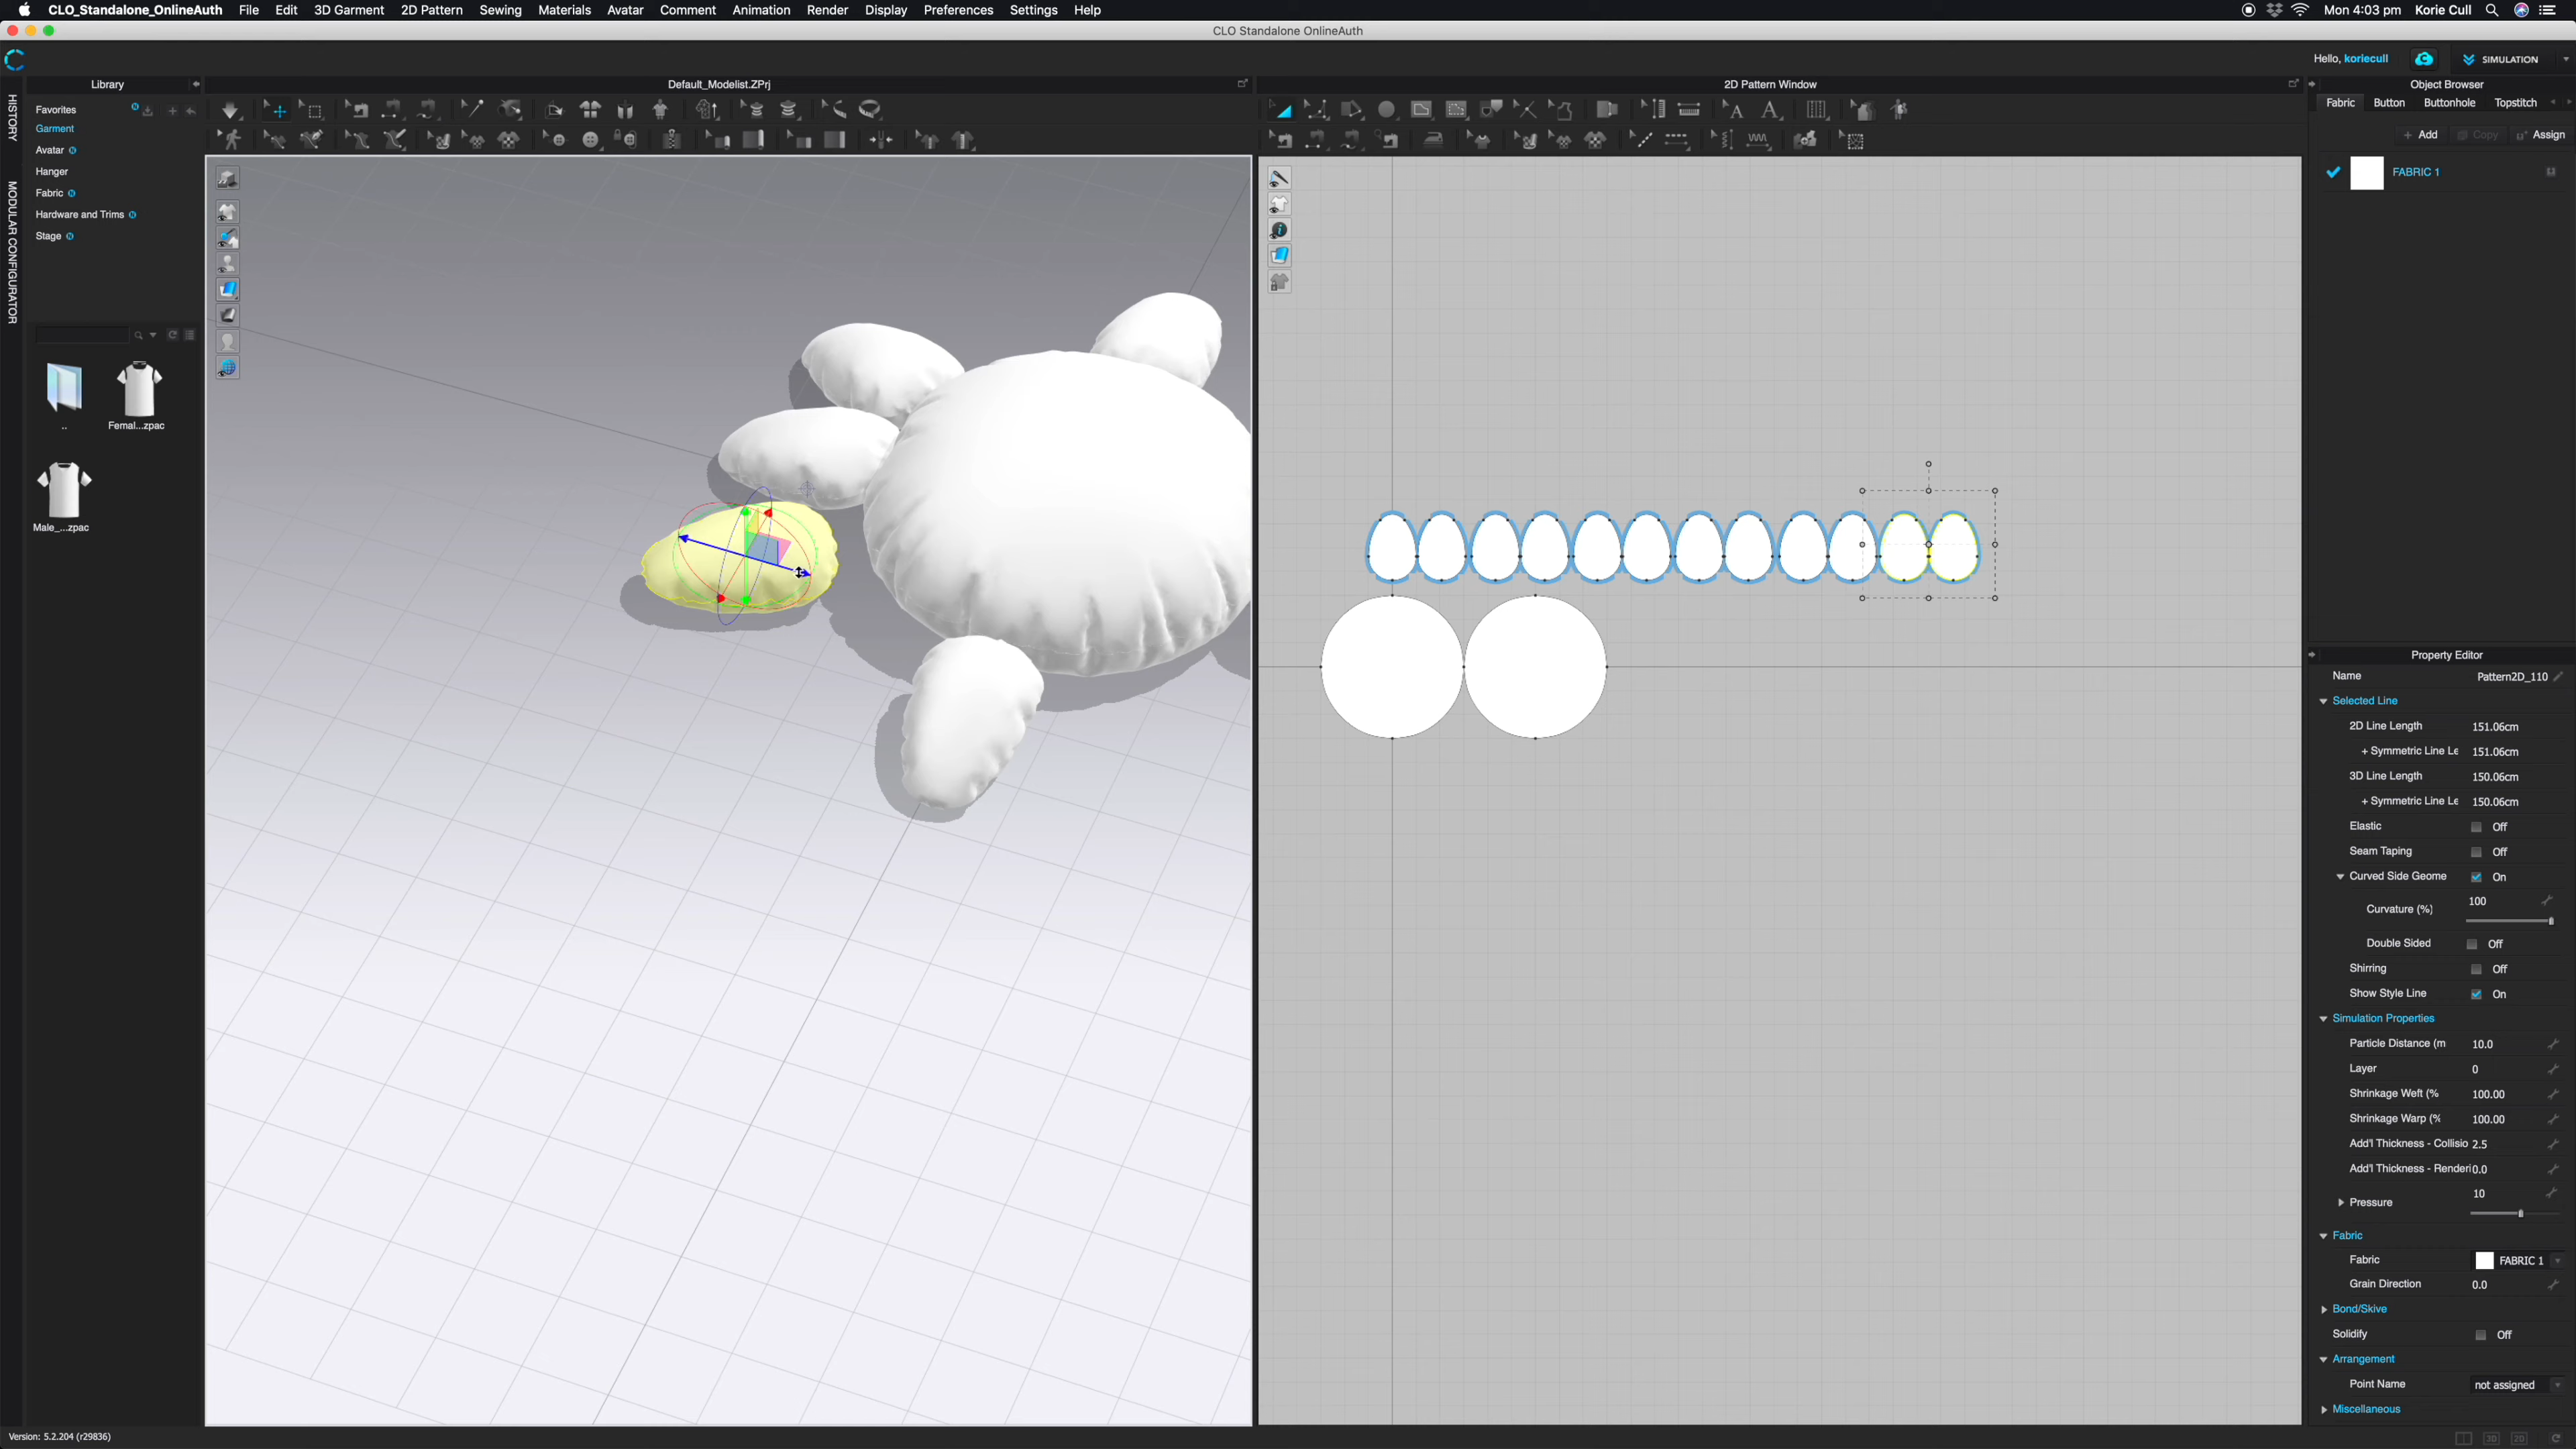 CLO_Standalone_OnlineAuth File Edit 3D Garment 2D Pattern Sewing Materials Avatar Comment Animation Render Display Preferences Settings Help Mon 4:03 pm Korie Cull
CLO Standalone OnlineAuth
Hello, koriecull SIMULATION
Library
Default_Modelist.ZPrj
2D Pattern Window
Object Browser
HISTORY
MODULAR CONFIGURATOR
Favorites
Garment
Avatar
Hanger
Fabric
Hardware and Trims
Stage
..
Femal...zpac
Male_...zpac
Fabric Button Buttonhole Topstitch
+ Add Copy Assign
FABRIC 1
Property Editor
Name Pattern2D_110
Selected Line
2D Line Length 151.06cm
+ Symmetric Line Le 151.06cm
3D Line Length 150.06cm
+ Symmetric Line Le 150.06cm
Elastic Off
Seam Taping Off
Curved Side Geome On
Curvature (%) 100
Double Sided Off
Shirring Off
Show Style Line On
Simulation Properties
Particle Distance (m 10.0
Layer 0
Shrinkage Weft (% 100.00
Shrinkage Warp (% 100.00
Add'l Thickness - Collisio 2.5
Add'l Thickness - Renderi 0.0
Pressure 10
Fabric
Fabric FABRIC 1
Grain Direction 0.0
Bond/Skive
Solidify Off
Arrangement
Point Name not assigned
Miscellaneous
Version: 5.2.204 (r29836)
3D 2D